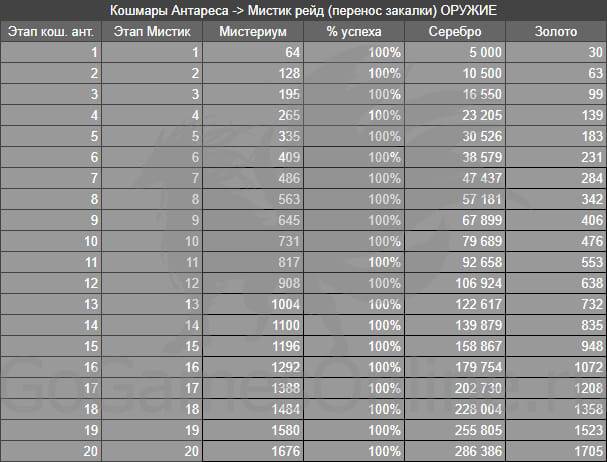 Кошмары Антареса -> Мистик рейд (перенос закалки) ОРУЖИЕ
Этап кош. ант. Этап Мистик Мистериум % успеха Серебро Золото
1 1 64 100% 5 000 30
2 2 128 100% 10 500 63
3 3 195 100% 16 550 99
4 4 265 100% 23 205 139
5 5 335 100% 30 526 183
6 6 409 100% 38 579 231
7 7 486 100% 47 437 284
8 8 563 100% 57 181 342
9 9 645 100% 67 899 406
10 10 731 100% 79 689 476
11 11 817 100% 92 658 553
12 12 908 100% 106 924 638
13 13 1004 100% 122 617 732
14 14 1100 100% 139 879 835
15 15 1196 100% 158 867 948
16 16 1292 100% 179 754 1072
17 17 1388 100% 202 730 1208
18 18 1484 100% 228 004 1358
19 19 1580 100% 255 805 1523
20 20 1676 100% 286 386 1705